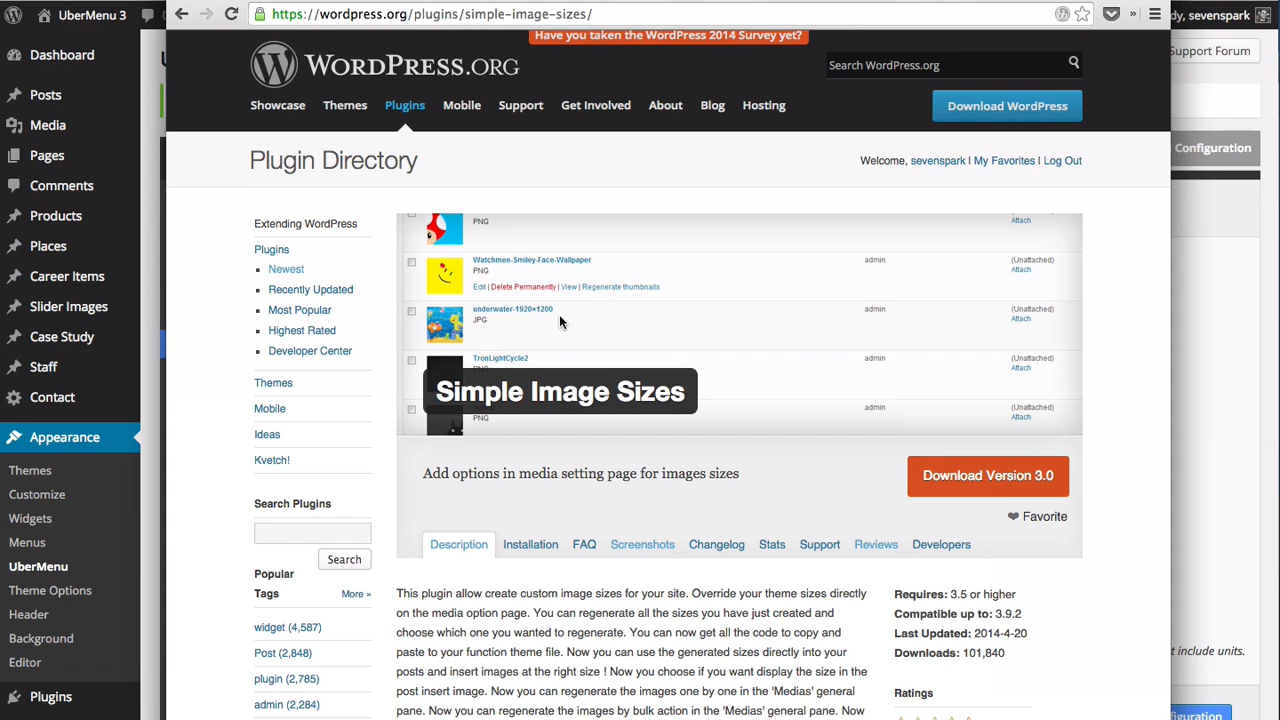 UberMenu 3
https://wordpress.org/plugins/simple-image-sizes/
dy, sevenspark
Have you taken the WordPress 2014 Survey yet?
WORDPRESS.ORG
Search WordPress.org
Showcase
Themes
Plugins
Mobile
Support
Get Involved
About
Blog
Hosting
Download WordPress
Plugin Directory
Welcome, sevenspark | My Favorites | Log Out
Support Forum
Configuration
Dashboard
Posts
Media
Pages
Comments
Products
Places
Career Items
Slider Images
Case Study
Staff
Contact
Appearance
Themes
Customize
Widgets
Menus
UberMenu
Theme Options
Header
Background
Editor
Plugins
Extending WordPress
Plugins
Newest
Recently Updated
Most Popular
Highest Rated
Developer Center
Themes
Mobile
Ideas
Kvetch!
Search Plugins
Search
Popular
Tags
More »
widget (4,587)
Post (2,848)
plugin (2,785)
admin (2,284)
PNG
Attach
Watchmen-Smiley-Face-Wallpaper
admin
(Unattached)
PNG
Attach
Edit | Delete Permanently | View | Regenerate thumbnails
underwater-1920×1200
admin
(Unattached)
JPG
Attach
TronLightCycle2
admin
(Unattached)
Attach
Simple Image Sizes
admin
(Unattached)
PNG
Attach
Add options in media setting page for images sizes
Download Version 3.0
Favorite
Description
Installation
FAQ
Screenshots
Changelog
Stats
Support
Reviews
Developers
This plugin allow create custom image sizes for your site. Override your theme sizes directly
on the media option page. You can regenerate all the sizes you have just created and
choose which one you wanted to regenerate. You can now get all the code to copy and
paste to your function theme file. Now you can use the generated sizes directly into your
posts and insert images at the right size ! Now you choose if you want display the size in the
post insert image. Now you can regenerate the images one by one in the 'Medias' general
pane. Now you can regenerate the images by bulk action in the 'Medias' general pane. Now
Requires: 3.5 or higher
Compatible up to: 3.9.2
Last Updated: 2014-4-20
Downloads: 101,840
Ratings
t include units.
nfiguration